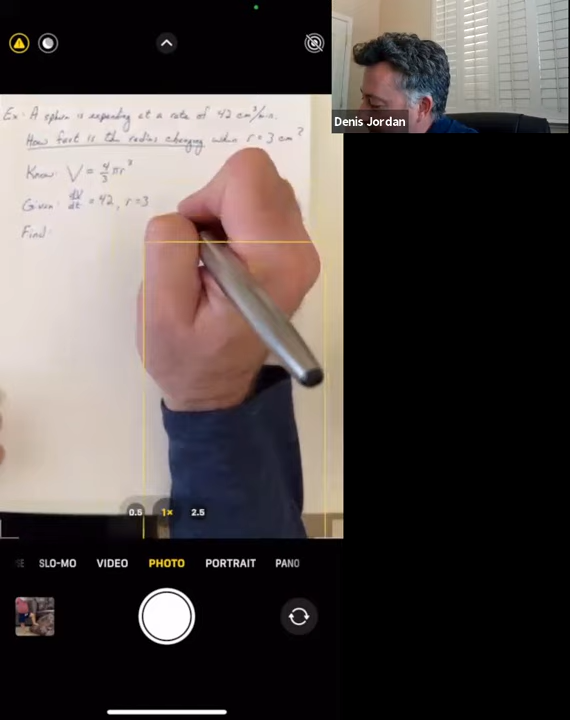 Ex: A sphere is expanding at a rate of 42 cm³/min.
How fast is the radius changing when r = 3 cm?
Know: V = 4/3 πr³
Given: dV/dt = 42, r = 3
Find:
Denis Jordan
0.5 1× 2.5
SLO-MO VIDEO PHOTO PORTRAIT PANO